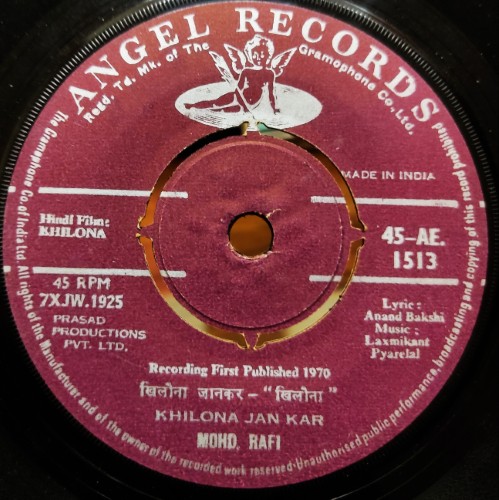 ANGEL RECORDS
Regd. Td. Mk. of The Gramophone Co., Ltd.
MADE IN INDIA
Hindi Film:
KHILONA
45-AE.
1513
45 RPM
7XJW.1925
PRASAD
PRODUCTIONS
PVT. LTD.
Lyric:
Anand Bakshi
Music:
Laxmikant
Pyarelal
Recording First Published 1970
खिलोना जानकर - "खिलोना"
KHILONA JAN KAR
MOHD. RAFI
The Gramophone Co. of India Ltd All rights of the Manufacturer and of the owner of the recorded work reserved-Unauthorised public performance, broadcasting and copying of this record prohibited